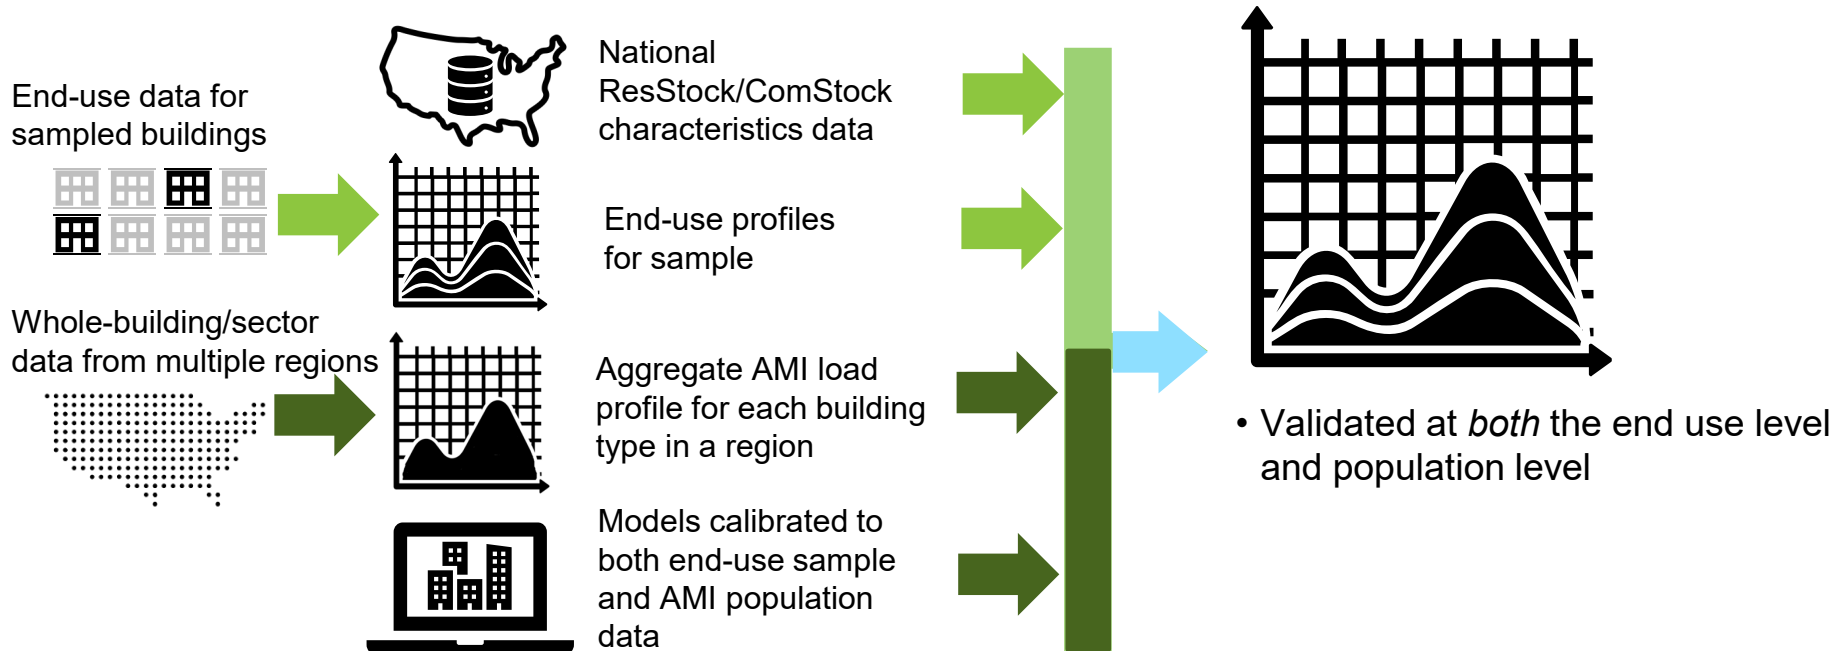 End-use data for
sampled buildings
National
ResStock/ComStock
characteristics data
End-use profiles
for sample
Whole-building/sector
data from multiple regions
Aggregate AMI load
profile for each building
type in a region
Models calibrated to
both end-use sample
and AMI population
data
• Validated at both the end use level
and population level